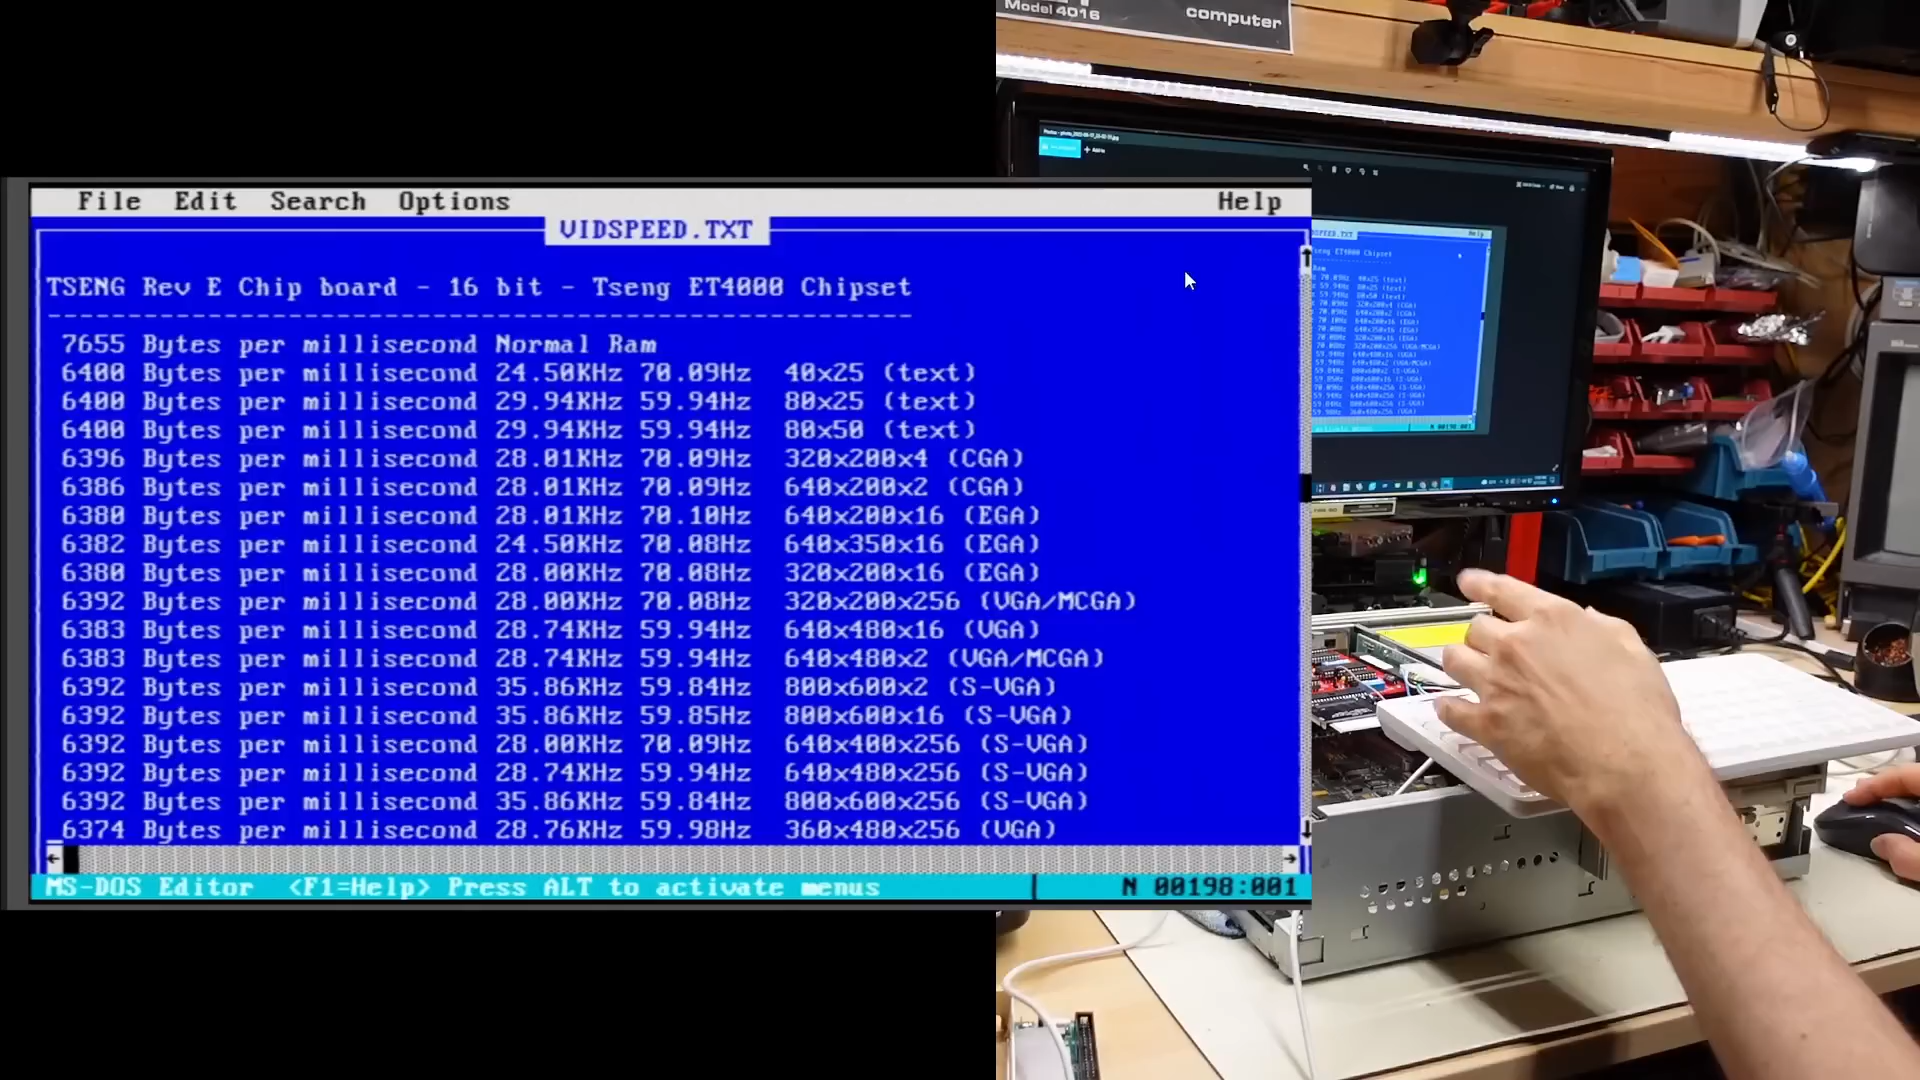 File Edit Search Options Help
VIDSPEED.TXT
TSENG Rev E Chip board - 16 bit - Tseng ET4000 Chipset
------------------------------------------------------
7655 Bytes per millisecond Normal Ram
6400 Bytes per millisecond 24.50KHz 70.09Hz 40x25 (text)
6400 Bytes per millisecond 29.94KHz 59.94Hz 80x25 (text)
6400 Bytes per millisecond 29.94KHz 59.94Hz 80x50 (text)
6396 Bytes per millisecond 28.01KHz 70.09Hz 320x200x4 (CGA)
6386 Bytes per millisecond 28.01KHz 70.09Hz 640x200x2 (CGA)
6380 Bytes per millisecond 28.01KHz 70.10Hz 640x200x16 (EGA)
6382 Bytes per millisecond 24.50KHz 70.08Hz 640x350x16 (EGA)
6380 Bytes per millisecond 28.00KHz 70.08Hz 320x200x16 (EGA)
6392 Bytes per millisecond 28.00KHz 70.08Hz 320x200x256 (VGA/MCGA)
6383 Bytes per millisecond 28.74KHz 59.94Hz 640x480x16 (VGA)
6383 Bytes per millisecond 28.74KHz 59.94Hz 640x480x2 (VGA/MCGA)
6392 Bytes per millisecond 35.86KHz 59.84Hz 800x600x2 (S-VGA)
6392 Bytes per millisecond 35.86KHz 59.85Hz 800x600x16 (S-VGA)
6392 Bytes per millisecond 28.00KHz 70.09Hz 640x400x256 (S-VGA)
6392 Bytes per millisecond 28.74KHz 59.94Hz 640x480x256 (S-VGA)
6392 Bytes per millisecond 35.86KHz 59.84Hz 800x600x256 (S-VGA)
6374 Bytes per millisecond 28.76KHz 59.98Hz 360x480x256 (VGA)
MS-DOS Editor <F1=Help> Press ALT to activate menus N 00198:001
Model 4016 computer